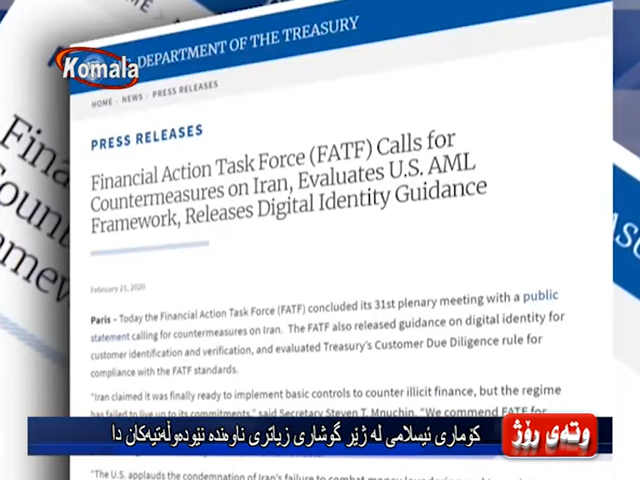 DEPARTMENT OF THE TREASURY
Komala
HOME › NEWS › PRESS RELEASES
PRESS RELEASES
Financial Action Task Force (FATF) Calls for
Countermeasures on Iran, Evaluates U.S. AML
Framework, Releases Digital Identity Guidance
February 21, 2020
Paris – Today the Financial Action Task Force (FATF) concluded its 31st plenary meeting with a public
statement calling for countermeasures on Iran. The FATF also released guidance on digital identity for
customer identification and verification, and evaluated Treasury's Customer Due Diligence rule for
compliance with the FATF standards.
"Iran claimed it was finally ready to implement basic controls to counter illicit finance, but the regime
has failed to live up to its commitments," said Secretary Steven T. Mnuchin. "We commend FATF for
کۆماری ئیسلامی لە ژێر گوشاری زیاتری ناوەندە نێودەوڵەتیەکان دا
وتەی رۆژ
"The U.S. applauds the condemnation of Iran's failure to combat money